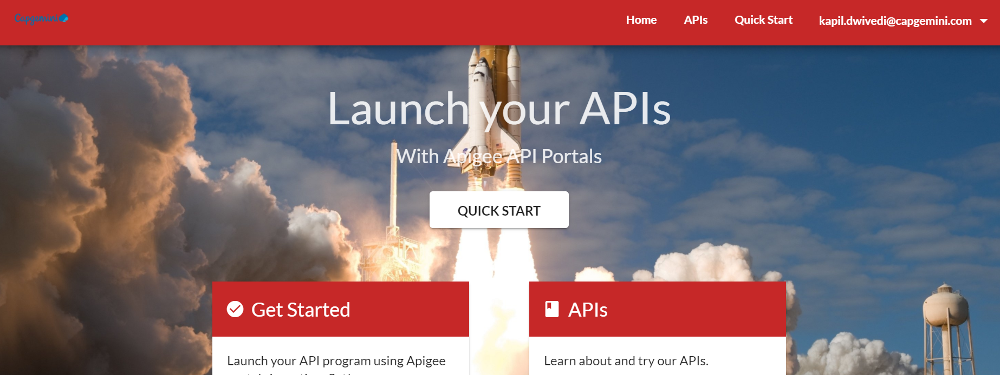 Capgemini
Home APIs Quick Start kapil.dwivedi@capgemini.com
Launch your APIs
With Apigee API Portals
QUICK START
Get Started
APIs
Launch your API program using Apigee
Learn about and try our APIs.